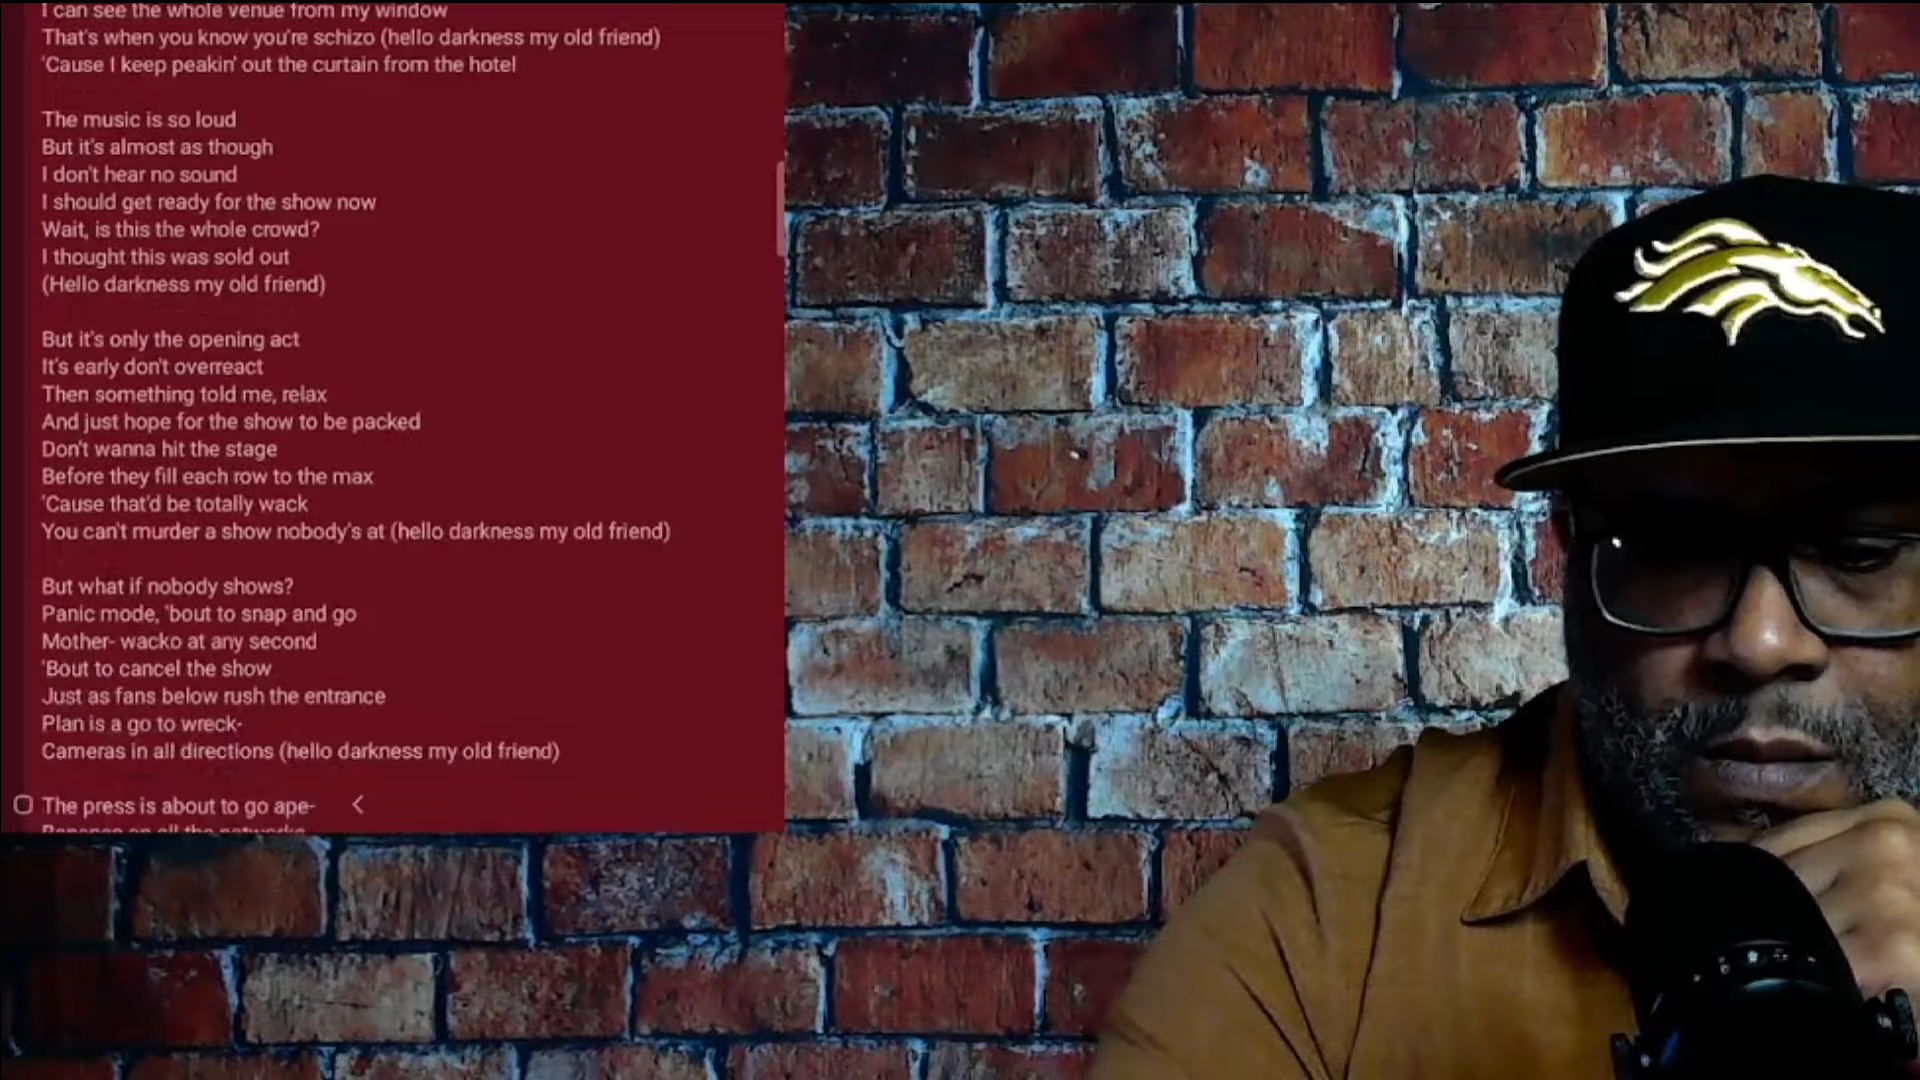 I can see the whole venue from my window
That's when you know you're schizo (hello darkness my old friend)
'Cause I keep peakin' out the curtain from the hotel
The music is so loud
But it's almost as though
I don't hear no sound
I should get ready for the show now
Wait, is this the whole crowd?
I thought this was sold out
(Hello darkness my old friend)
But it's only the opening act
It's early don't overreact
Then something told me, relax
And just hope for the show to be packed
Don't wanna hit the stage
Before they fill each row to the max
'Cause that'd be totally wack
You can't murder a show nobody's at (hello darkness my old friend)
But what if nobody shows?
Panic mode, 'bout to snap and go
Mother- wacko at any second
'Bout to cancel the show
Just as fans below rush the entrance
Plan is a go to wreck-
Cameras in all directions (hello darkness my old friend)
The press is about to go ape-
Bananas on all the networks